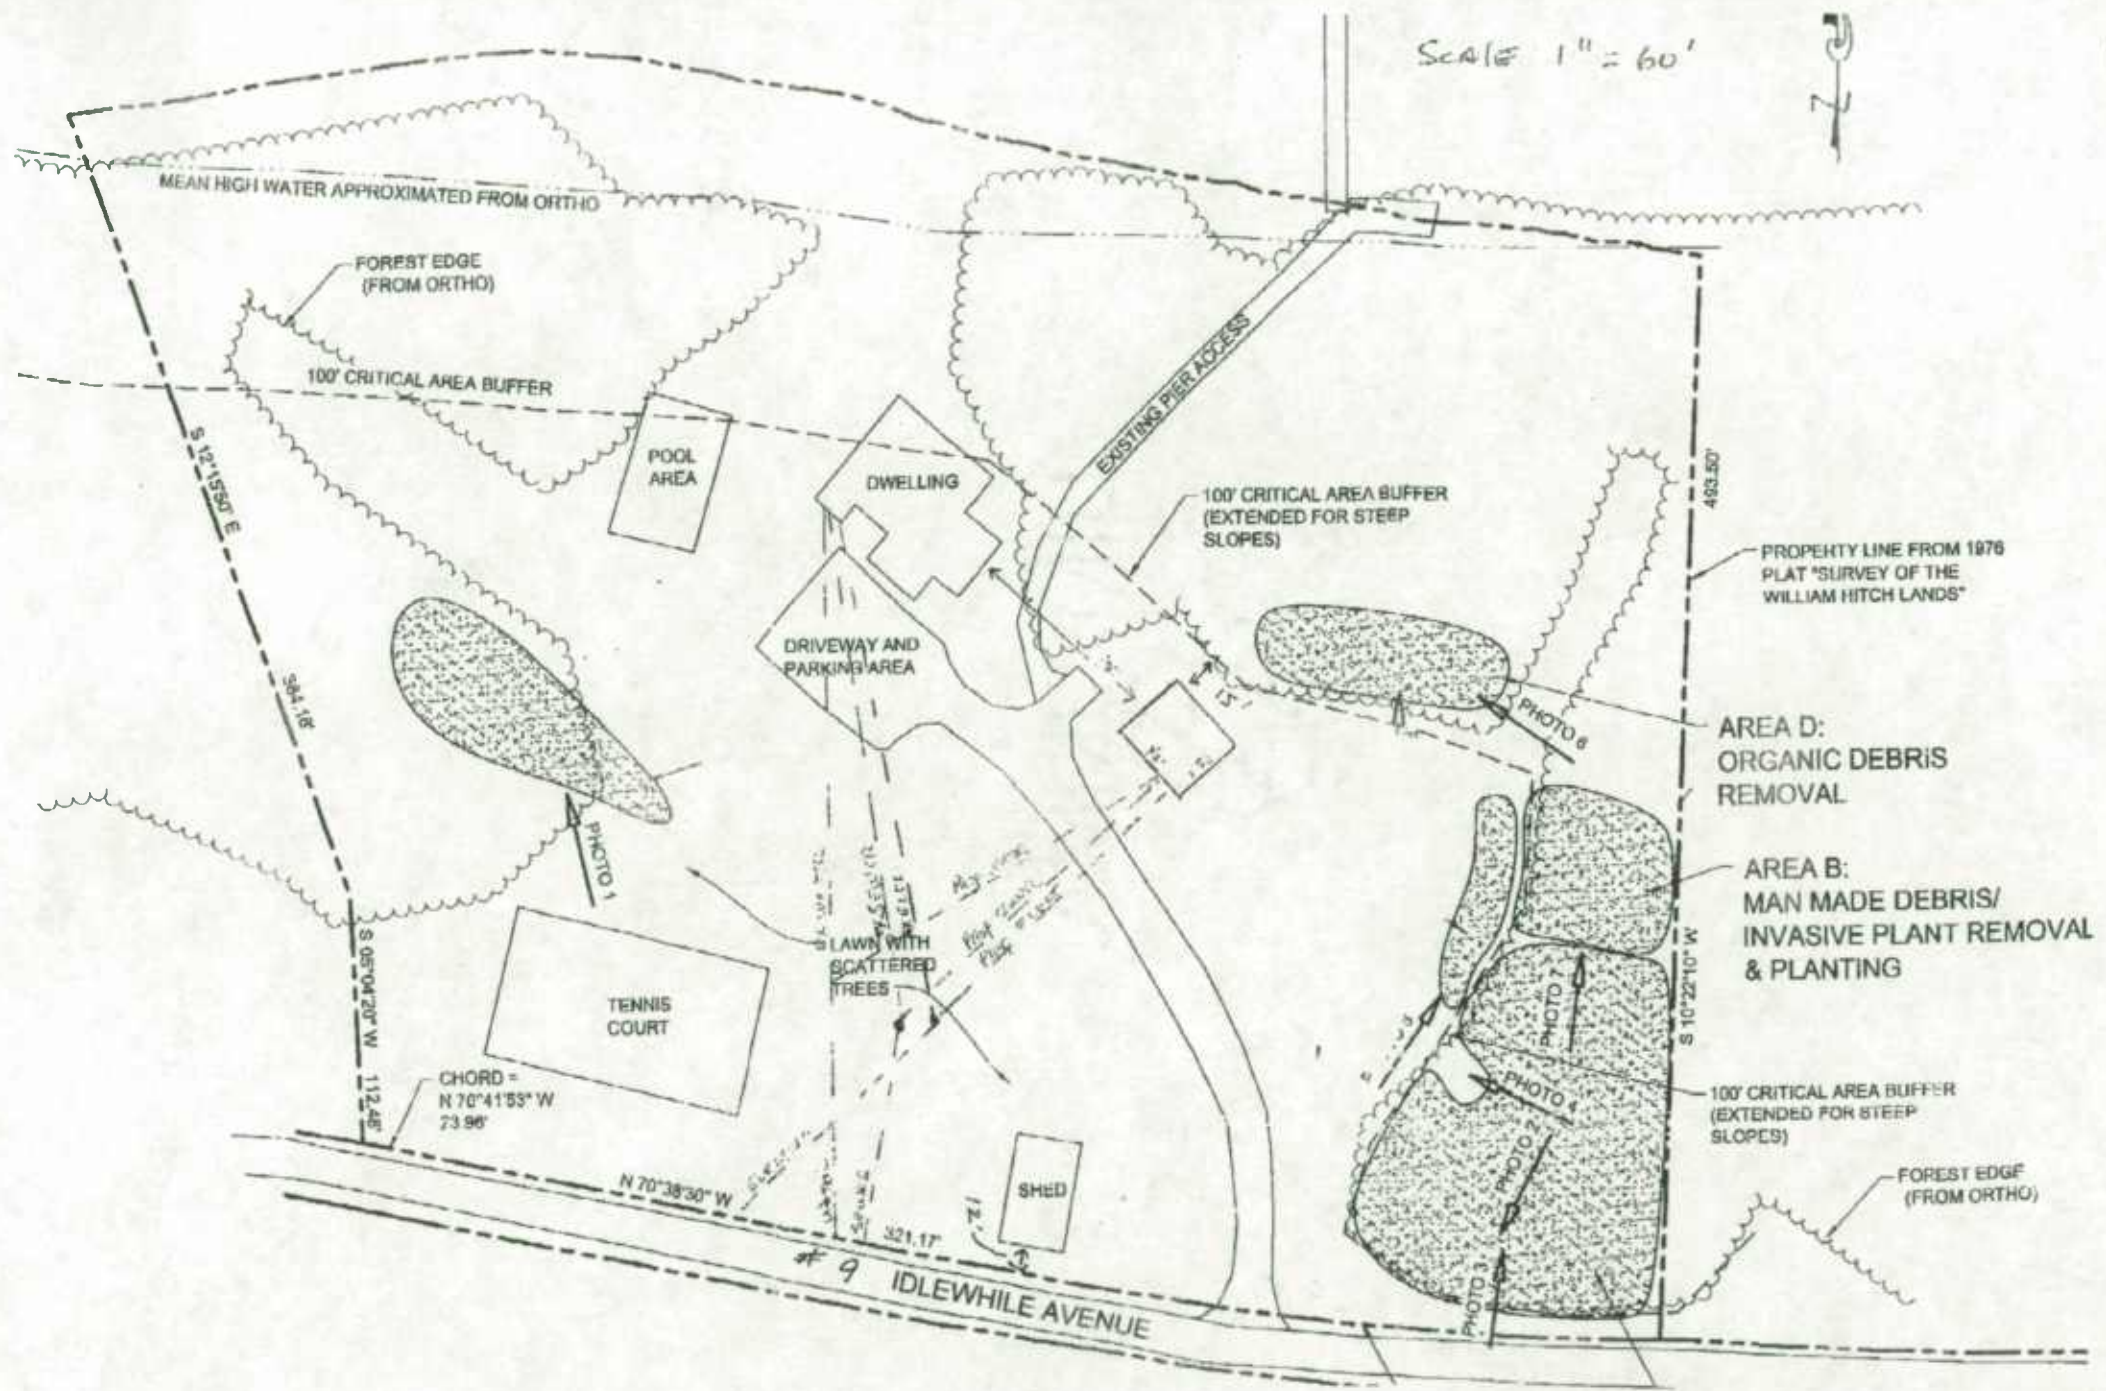 SCALE 1" = 60'
MEAN HIGH WATER APPROXIMATED FROM ORTHO
FOREST EDGE
(FROM ORTHO)
100' CRITICAL AREA BUFFER
EXISTING PIER ACCESS
POOL
AREA
DWELLING
100' CRITICAL AREA BUFFER
(EXTENDED FOR STEEP
SLOPES)
S 12°15'50" E
493.50'
PROPERTY LINE FROM 1976
PLAT "SURVEY OF THE
WILLIAM HITCH LANDS"
DRIVEWAY AND
PARKING AREA
15'
PHOTO 6
AREA D:
ORGANIC DEBRIS
REMOVAL
PHOTO 1
AREA B:
MAN MADE DEBRIS/
INVASIVE PLANT REMOVAL
& PLANTING
LAWN WITH
SCATTERED
TREES
TENNIS
COURT
S 05°04'20" W 112.48'
S 10°22'10" W
PHOTO 7
CHORD =
N 70°41'53" W
23.96'
PHOTO 4
PHOTO 2
100' CRITICAL AREA BUFFER
(EXTENDED FOR STEEP
SLOPES)
N 70°38'30" W
321.17'
SHED
12'
FOREST EDGE
(FROM ORTHO)
PHOTO 3
# 9 IDLEWHILE AVENUE